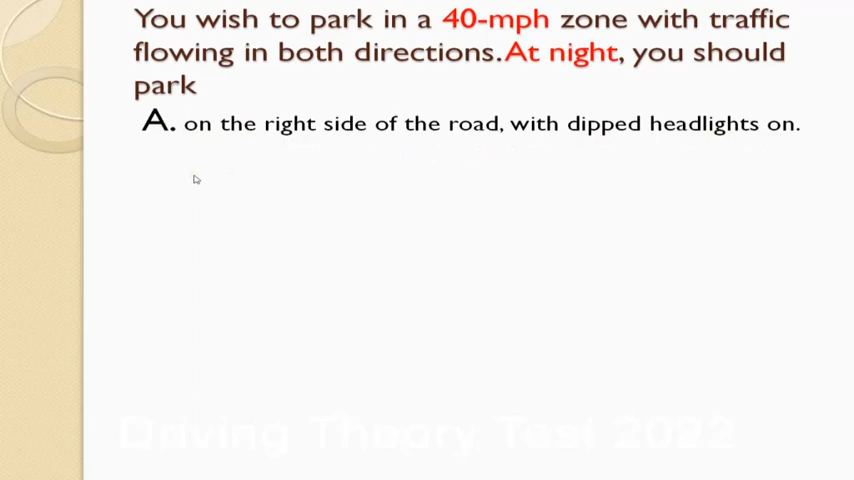 You wish to park in a 40-mph zone with traffic
flowing in both directions.At night, you should
park
A. on the right side of the road, with dipped headlights on.
Driving Theory Test 2022